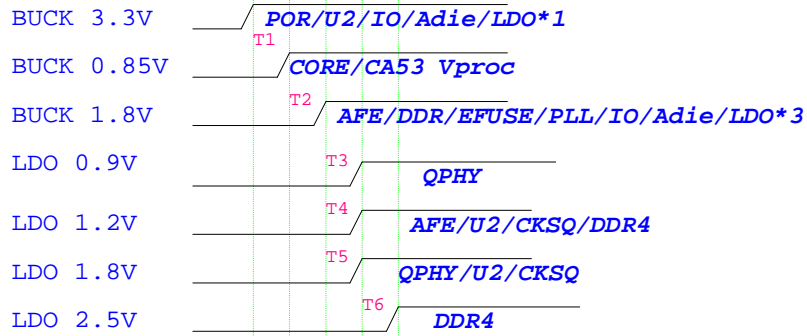 BUCK 3.3V POR/U2/IO/Adie/LDO*1
T1
BUCK 0.85V CORE/CA53 Vproc
T2
BUCK 1.8V AFE/DDR/EFUSE/PLL/IO/Adie/LDO*3
T3
LDO 0.9V QPHY
T4
LDO 1.2V AFE/U2/CKSQ/DDR4
T5
LDO 1.8V QPHY/U2/CKSQ
T6
LDO 2.5V DDR4